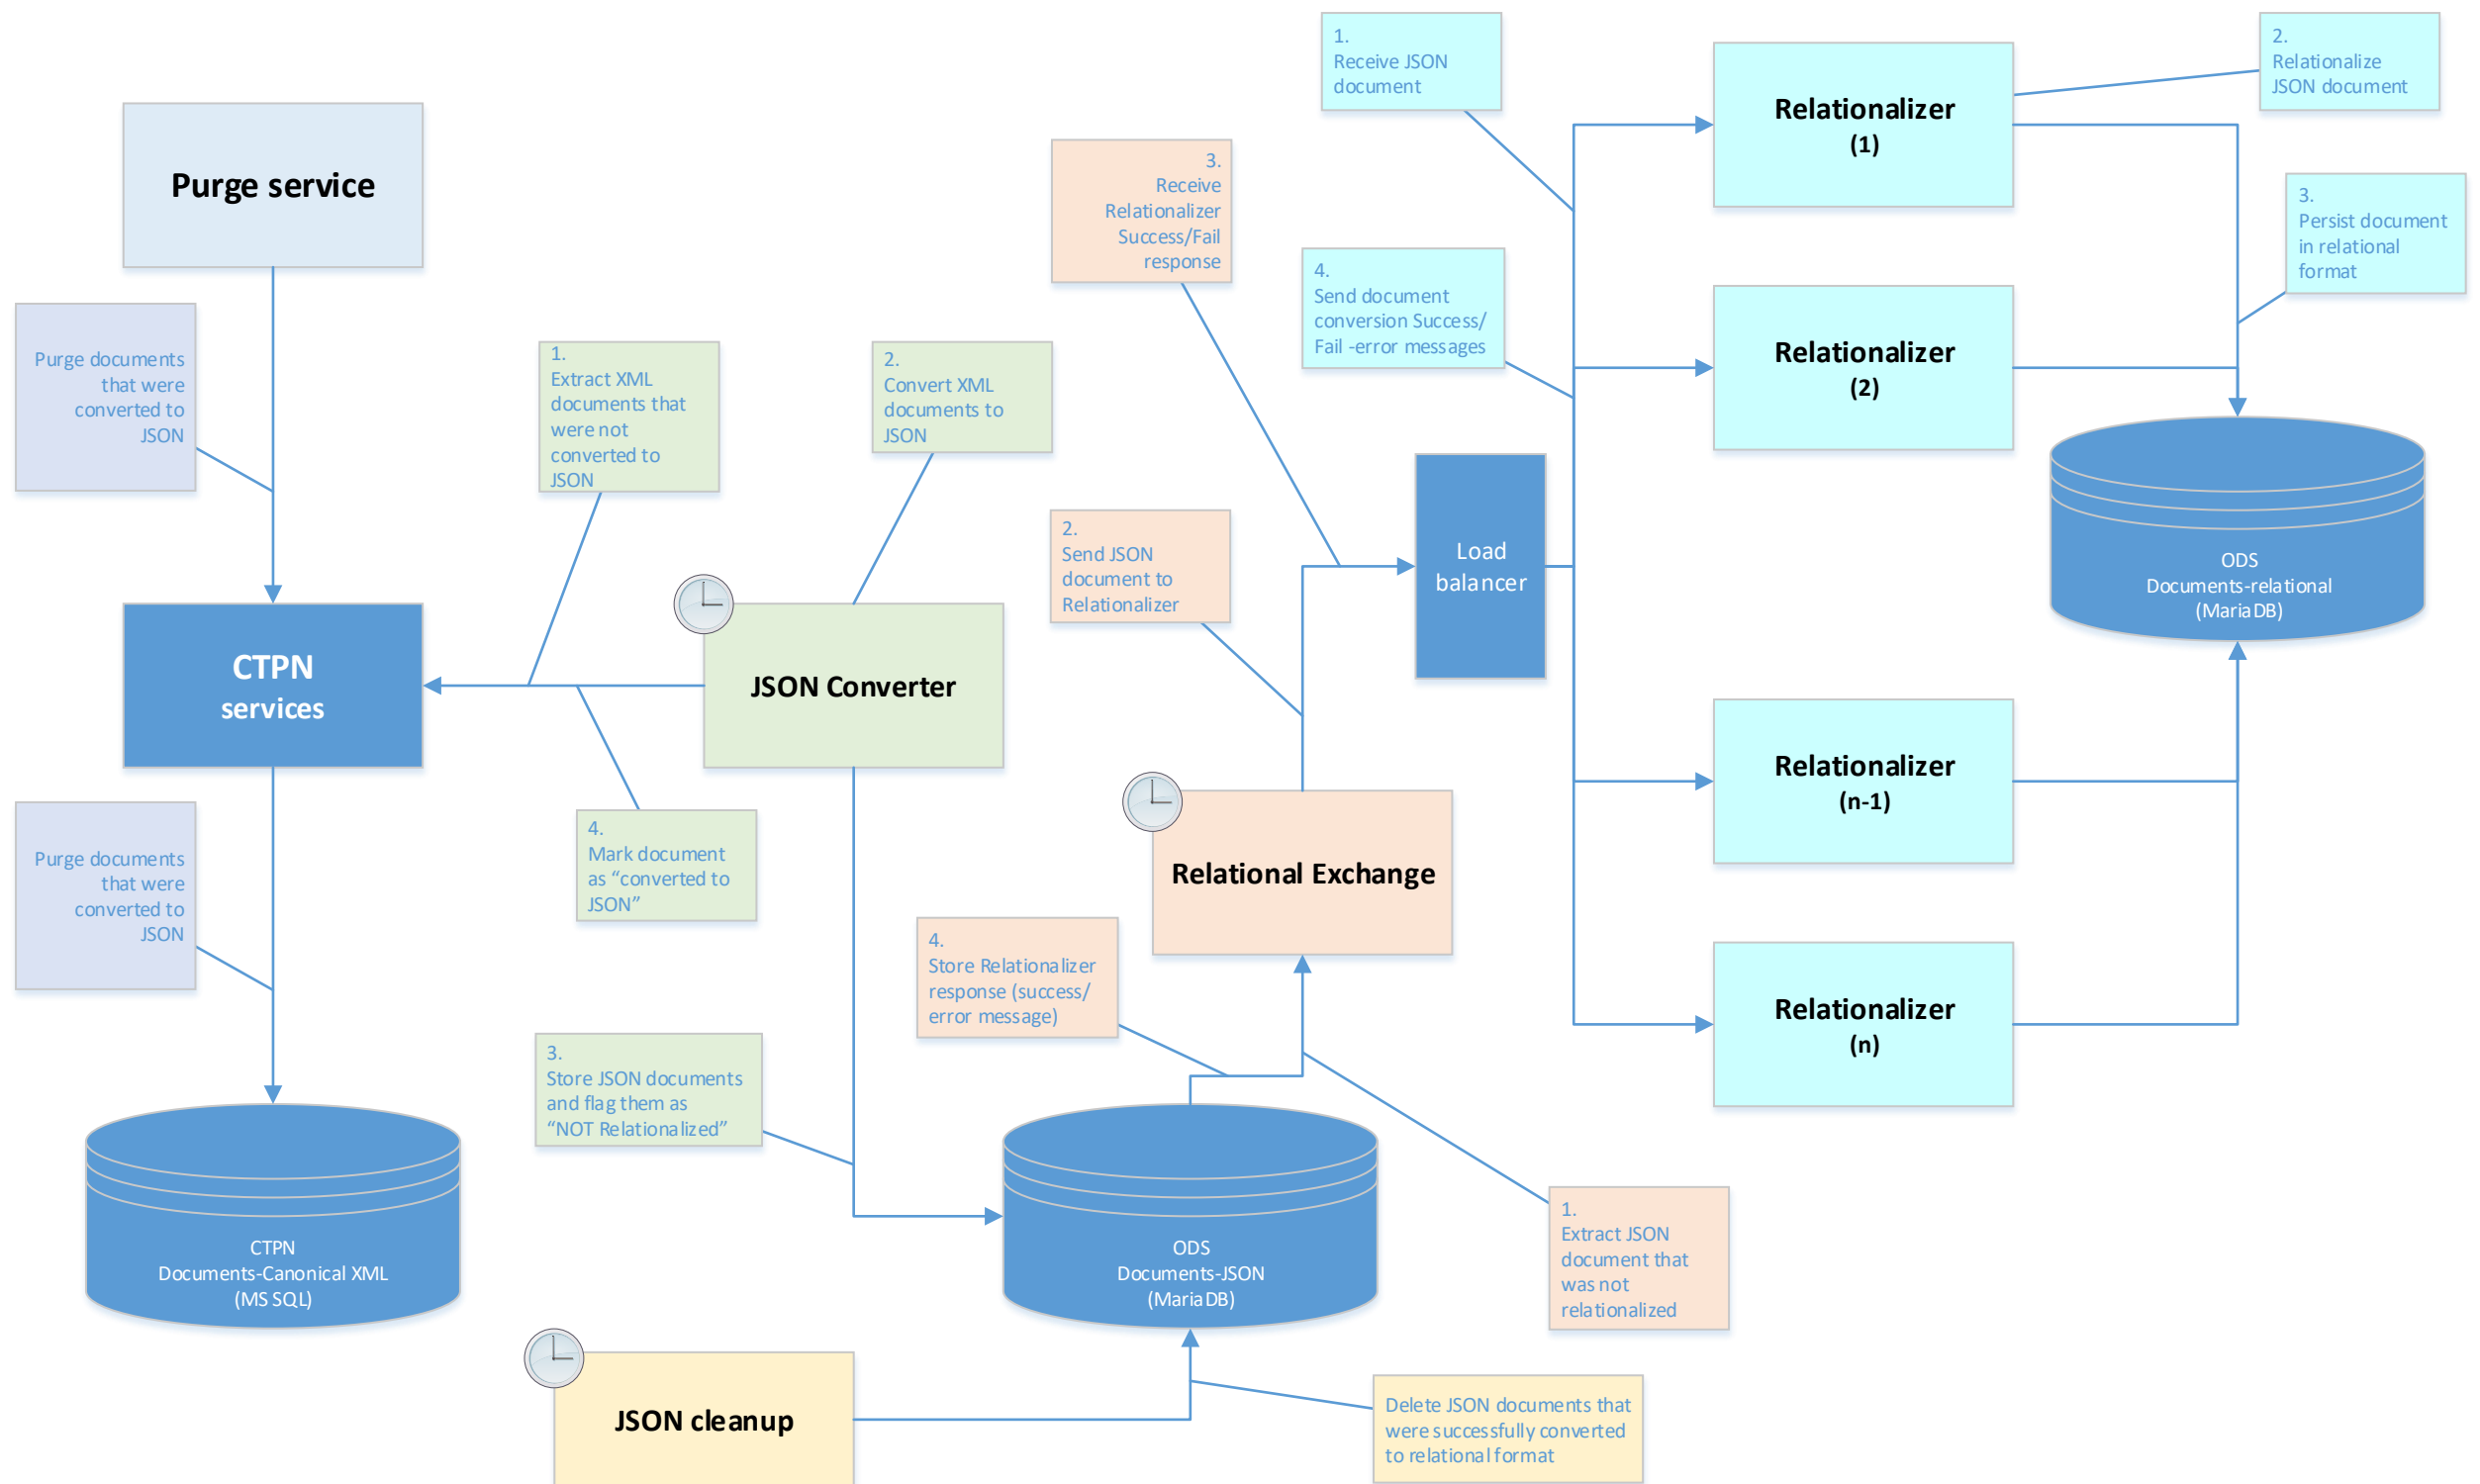 1.
Receive JSON
document
Relationalizer
(1)
2.
Relationalize
JSON document
Purge service
3.
Receive
Relationalizer
Success/Fail
response
3.
Persist document
in relational
format
4.
Send document
conversion Success/
Fail -error messages
Relationalizer
(2)
Purge documents
that were
converted to
JSON
1.
Extract XML
documents that
were not
converted to
JSON
2.
Convert XML
documents to
JSON
2.
Send JSON
document to
Relationalizer
Load
balancer
ODS
Documents-relational
(MariaDB)
CTPN
services
JSON Converter
Relationalizer
(n-1)
Purge documents
that were
converted to
JSON
4.
Mark document
as “converted to
JSON”
Relational Exchange
4.
Store Relationalizer
response (success/
error message)
Relationalizer
(n)
3.
Store JSON documents
and flag them as
“NOT Relationalized”
CTPN
Documents-Canonical XML
(MS SQL)
ODS
Documents-JSON
(MariaDB)
1.
Extract JSON
document that
was not
relationalized
JSON cleanup
Delete JSON documents that
were successfully converted
to relational format